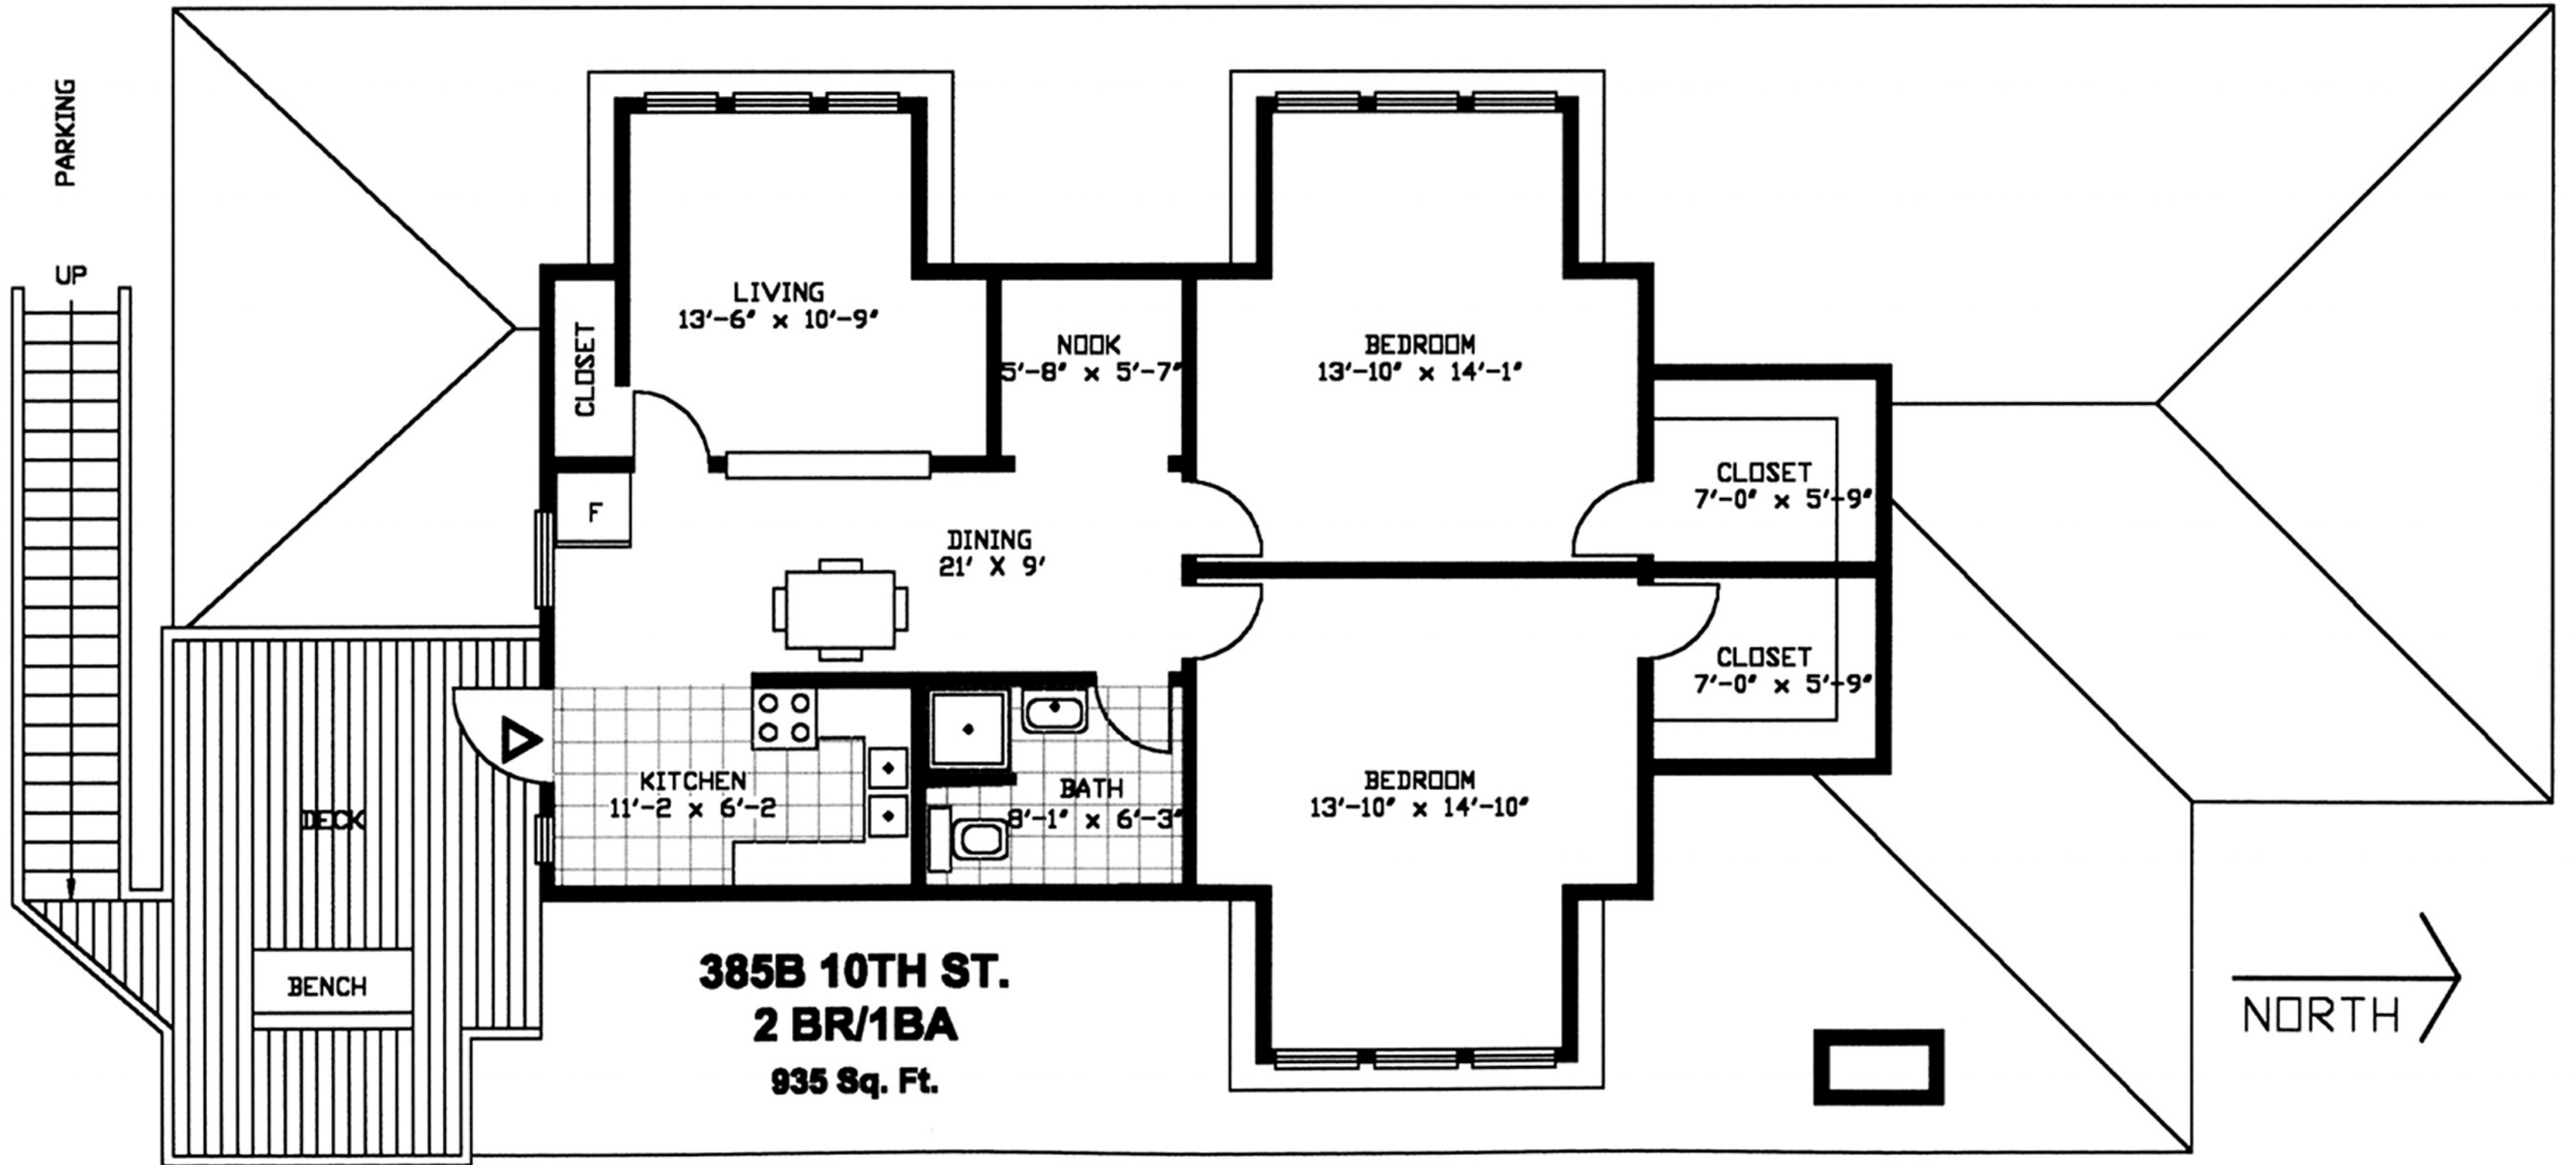 PARKING
UP
LIVING
13'-6" x 10'-9"
CLOSET
NOOK
5'-8" x 5'-7"
BEDROOM
13'-10" x 14'-1"
CLOSET
7'-0" x 5'-9"
F
DINING
21' X 9'
CLOSET
7'-0" x 5'-9"
KITCHEN
11'-2 x 6'-2
BATH
8'-1" x 6'-3"
BEDROOM
13'-10" x 14'-10"
DECK
BENCH
385B 10TH ST.
2 BR/1BA
935 Sq. Ft.
NORTH